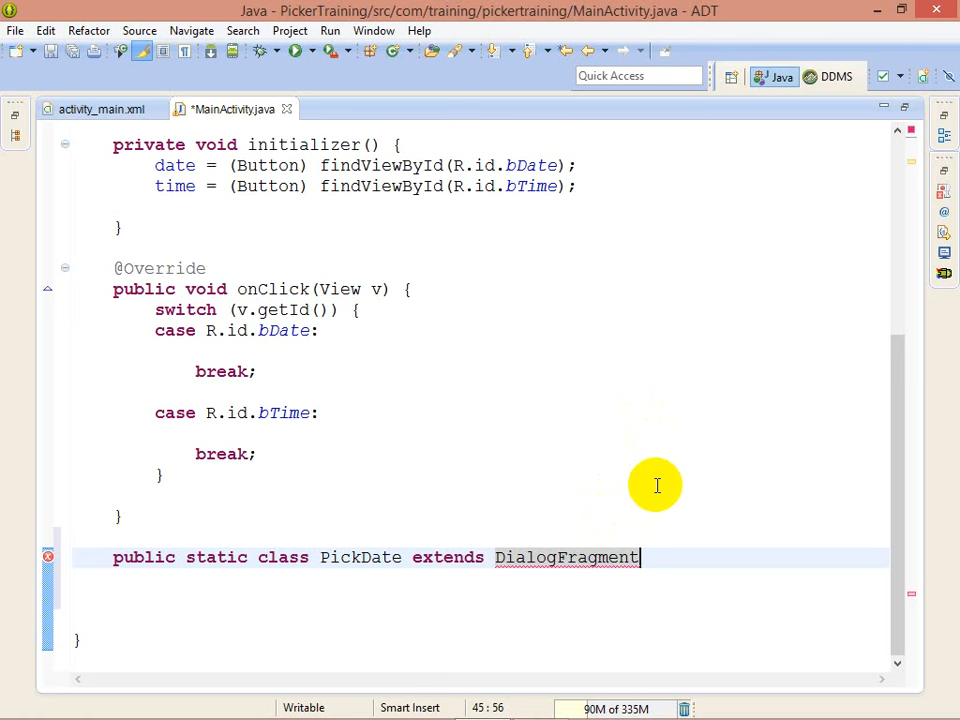 Java - PickerTraining/src/com/training/pickertraining/MainActivity.java - ADT
File Edit Refactor Source Navigate Search Project Run Window Help
Quick Access Java DDMS
activity_main.xml *MainActivity.java
private void initializer() {
date = (Button) findViewById(R.id.bDate);
time = (Button) findViewById(R.id.bTime);
}
@Override
public void onClick(View v) {
switch (v.getId()) {
case R.id.bDate:
break;
case R.id.bTime:
break;
}
}
public static class PickDate extends DialogFragment
}
Writable Smart Insert 45 : 56 90M of 335M